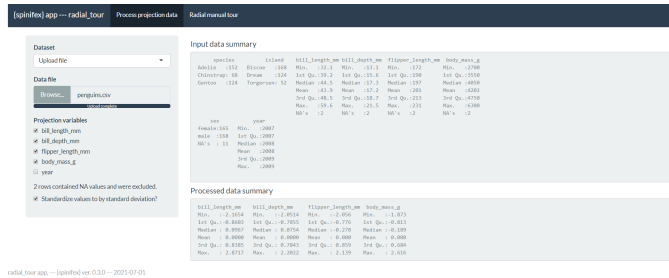 {spinifex} app --- radial_tour Process projection data Radial manual tour
Dataset
Upload file
Data file
Browse... penguins.csv
Upload complete
Projection variables
bill_length_mm
bill_depth_mm
flipper_length_mm
body_mass_g
year
2 rows contained NA values and were excluded.
Standardize values to by standard deviation?
Input data summary
species island bill_length_mm bill_depth_mm flipper_length_mm body_mass_g
Adelie :152 Biscoe :168 Min. :32.1 Min. :13.1 Min. :172 Min. :2700
Chinstrap: 68 Dream :124 1st Qu.:39.2 1st Qu.:15.6 1st Qu.:190 1st Qu.:3550
Gentoo :124 Torgersen: 52 Median :44.5 Median :17.3 Median :197 Median :4050
Mean :43.9 Mean :17.2 Mean :201 Mean :4202
3rd Qu.:48.5 3rd Qu.:18.7 3rd Qu.:213 3rd Qu.:4750
Max. :59.6 Max. :21.5 Max. :231 Max. :6300
NA's :2 NA's :2 NA's :2 NA's :2
sex year
female:165 Min. :2007
male :168 1st Qu.:2007
NA's : 11 Median :2008
Mean :2008
3rd Qu.:2009
Max. :2009
Processed data summary
bill_length_mm bill_depth_mm flipper_length_mm body_mass_g
Min. :-2.1654 Min. :-2.0514 Min. :-2.056 Min. :-1.873
1st Qu.:-0.8603 1st Qu.:-0.7855 1st Qu.:-0.776 1st Qu.:-0.813
Median : 0.0967 Median : 0.0754 Median :-0.278 Median :-0.189
Mean : 0.0000 Mean : 0.0000 Mean : 0.000 Mean : 0.000
3rd Qu.: 0.8385 3rd Qu.: 0.7843 3rd Qu.: 0.859 3rd Qu.: 0.684
Max. : 2.8717 Max. : 2.2022 Max. : 2.139 Max. : 2.616
radial_tour app, --- {spinifex} ver. 0.3.0 --- 2021-07-01